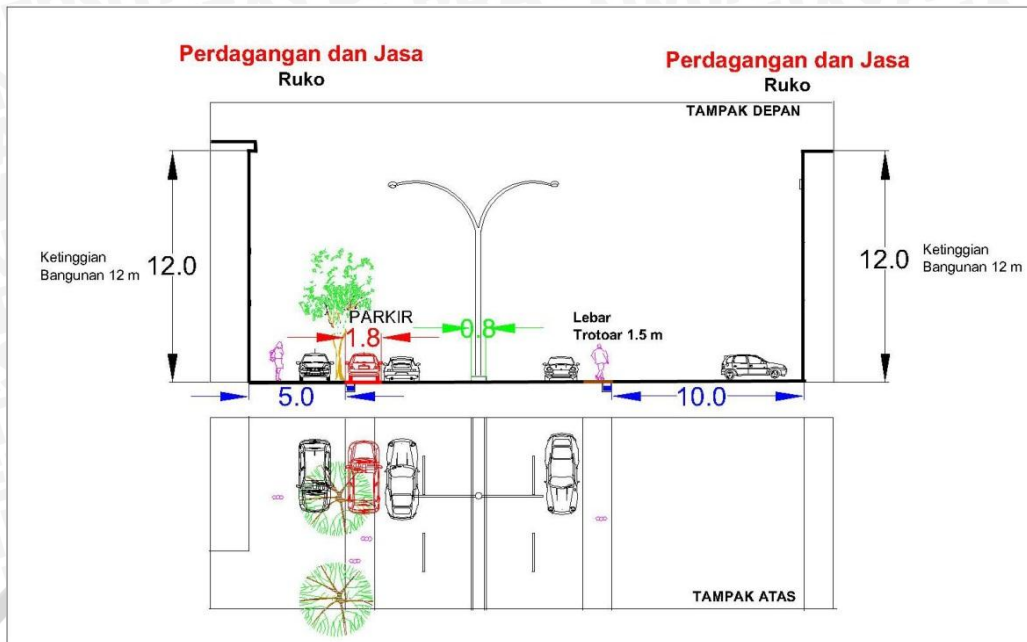 Perdagangan dan Jasa
Ruko
Perdagangan dan Jasa
Ruko
TAMPAK DEPAN
Ketinggian
Bangunan 12 m
12.0
12.0
Ketinggian
Bangunan 12 m
PARKIR
1.8
0.8
Lebar
Trotoar 1.5 m
5.0
10.0
TAMPAK ATAS